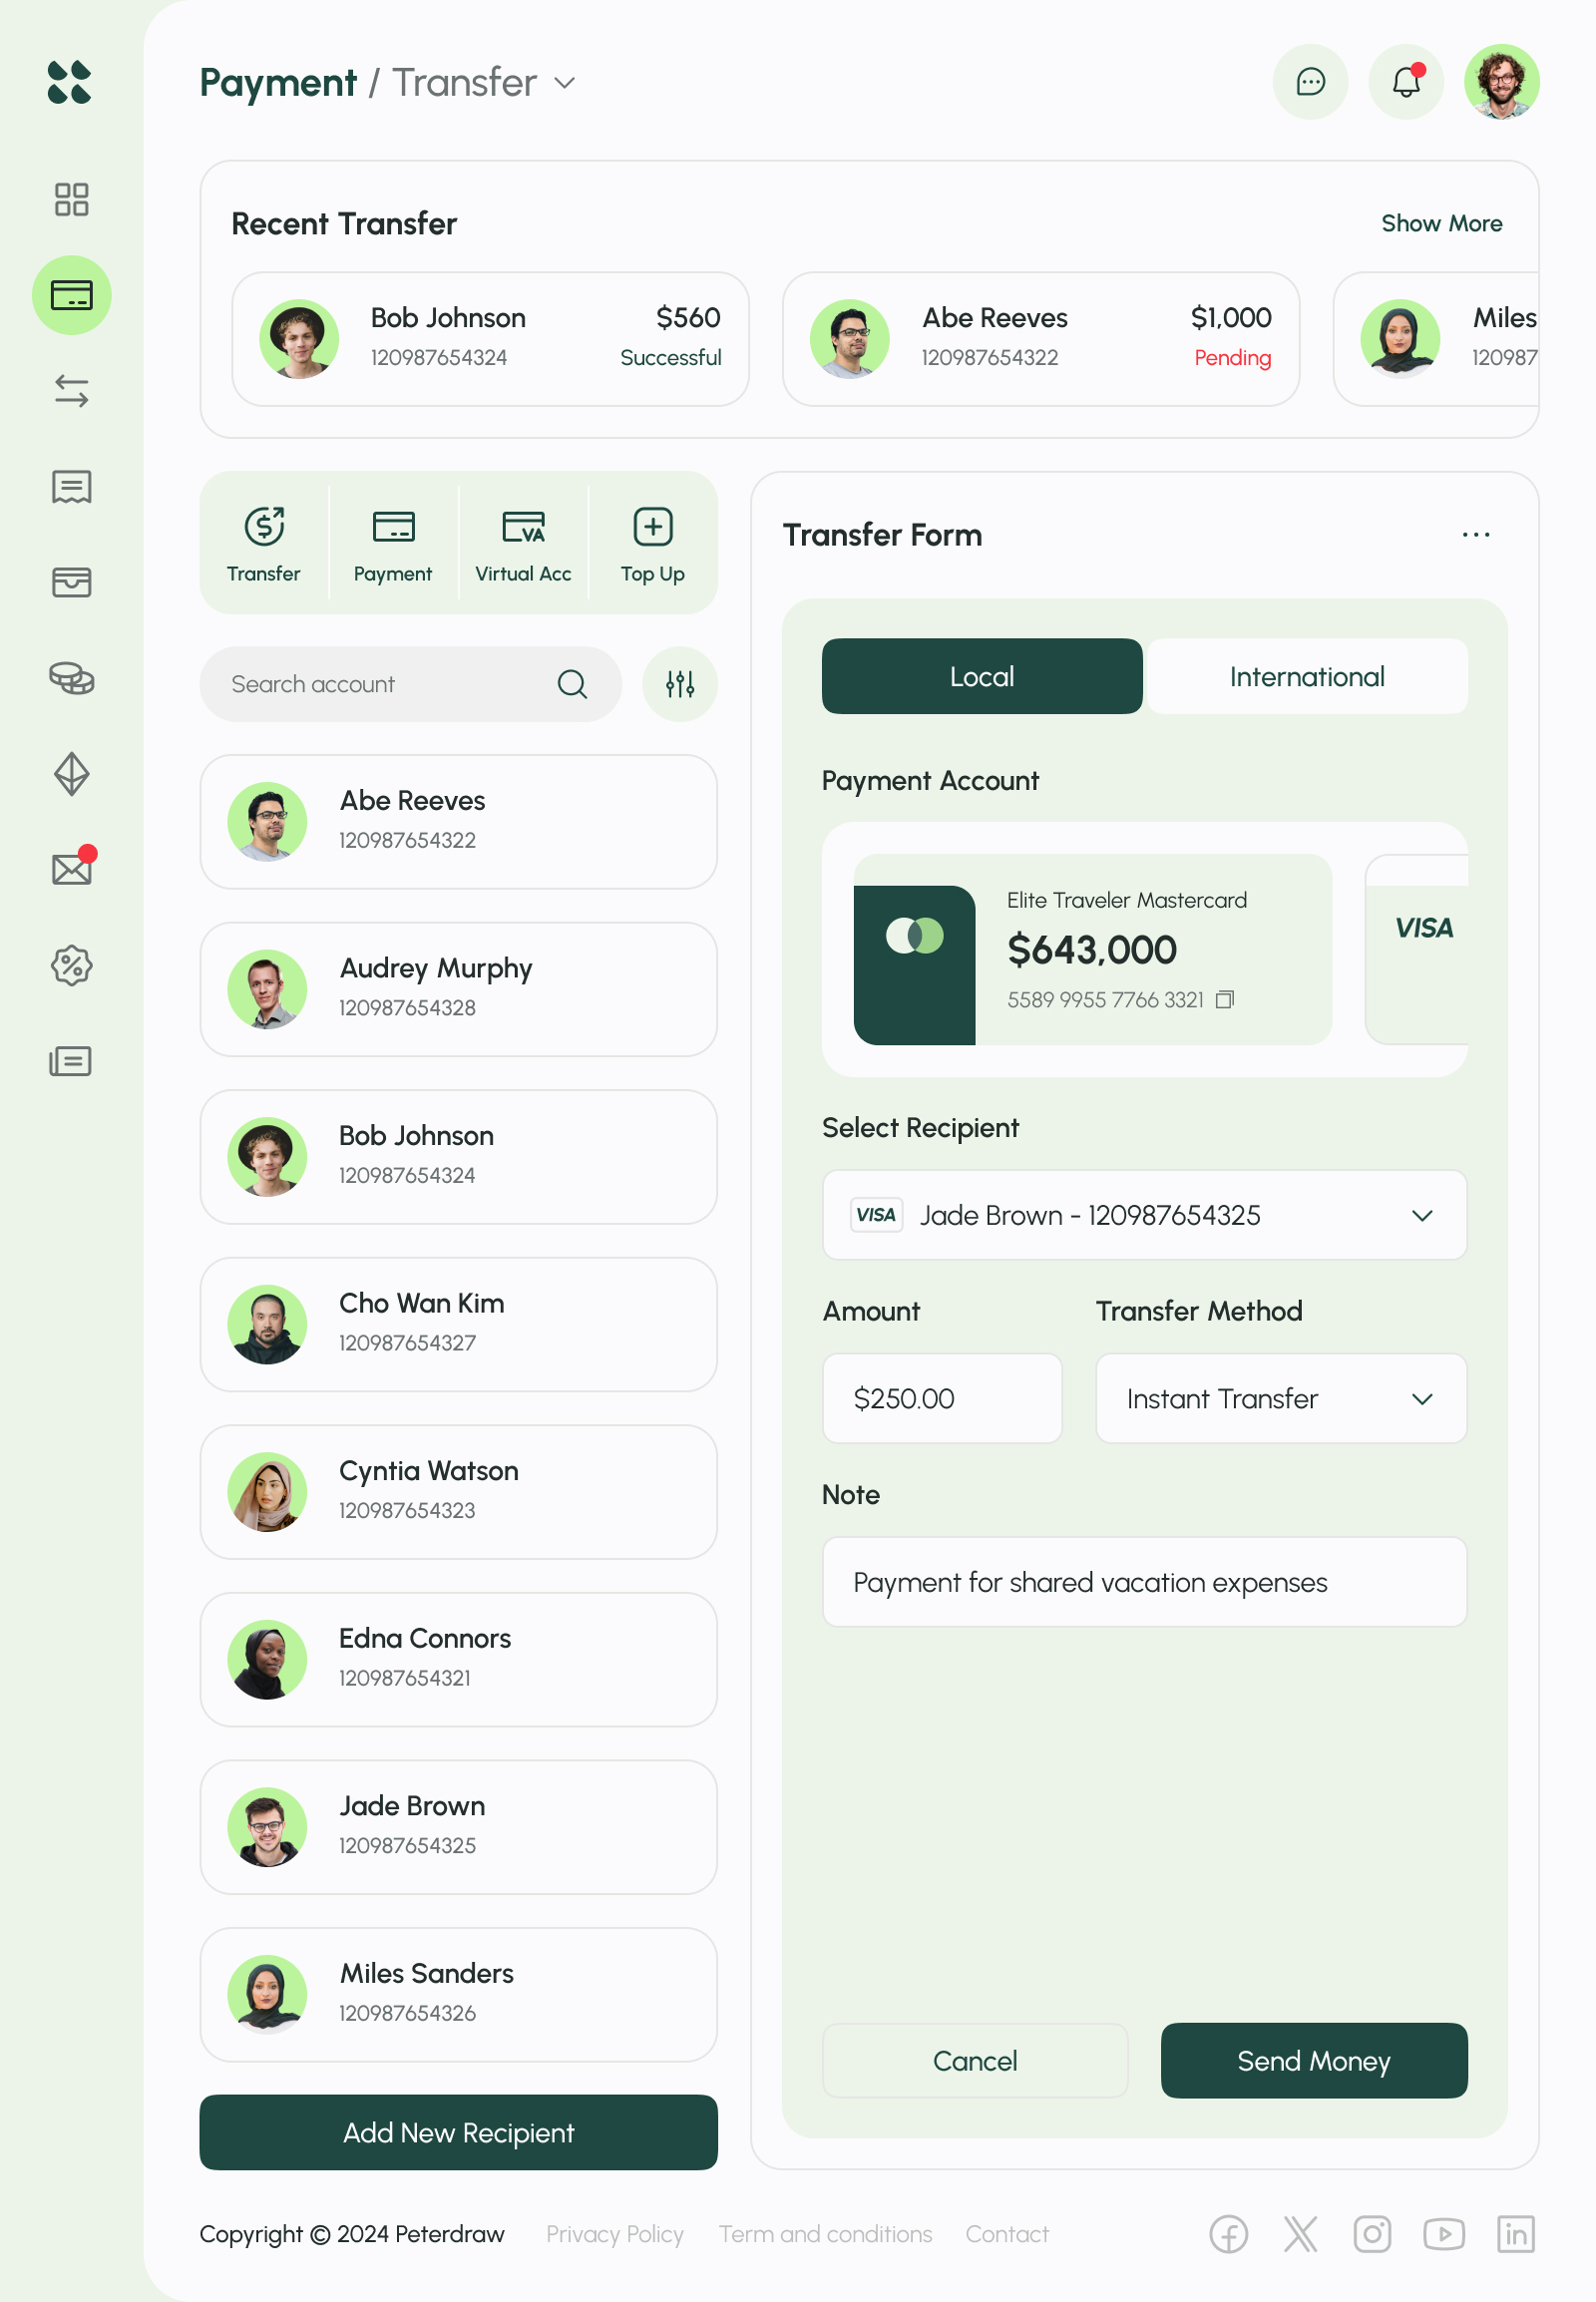 Payment / Transfer
Recent Transfer
Show More
Bob Johnson
$560
120987654324
Successful
Abe Reeves
$1,000
120987654322
Pending
Miles
120987
Transfer
Payment
VA
Virtual Acc
Top Up
Search account
Abe Reeves
120987654322
Audrey Murphy
120987654328
Bob Johnson
120987654324
Cho Wan Kim
120987654327
Cyntia Watson
120987654323
Edna Connors
120987654321
Jade Brown
120987654325
Miles Sanders
120987654326
Add New Recipient
Transfer Form
Local
International
Payment Account
Elite Traveler Mastercard
$643,000
5589 9955 7766 3321
VISA
Select Recipient
VISA Jade Brown - 120987654325
Amount
Transfer Method
$250.00
Instant Transfer
Note
Payment for shared vacation expenses
Cancel
Send Money
Copyright © 2024 Peterdraw
Privacy Policy
Term and conditions
Contact